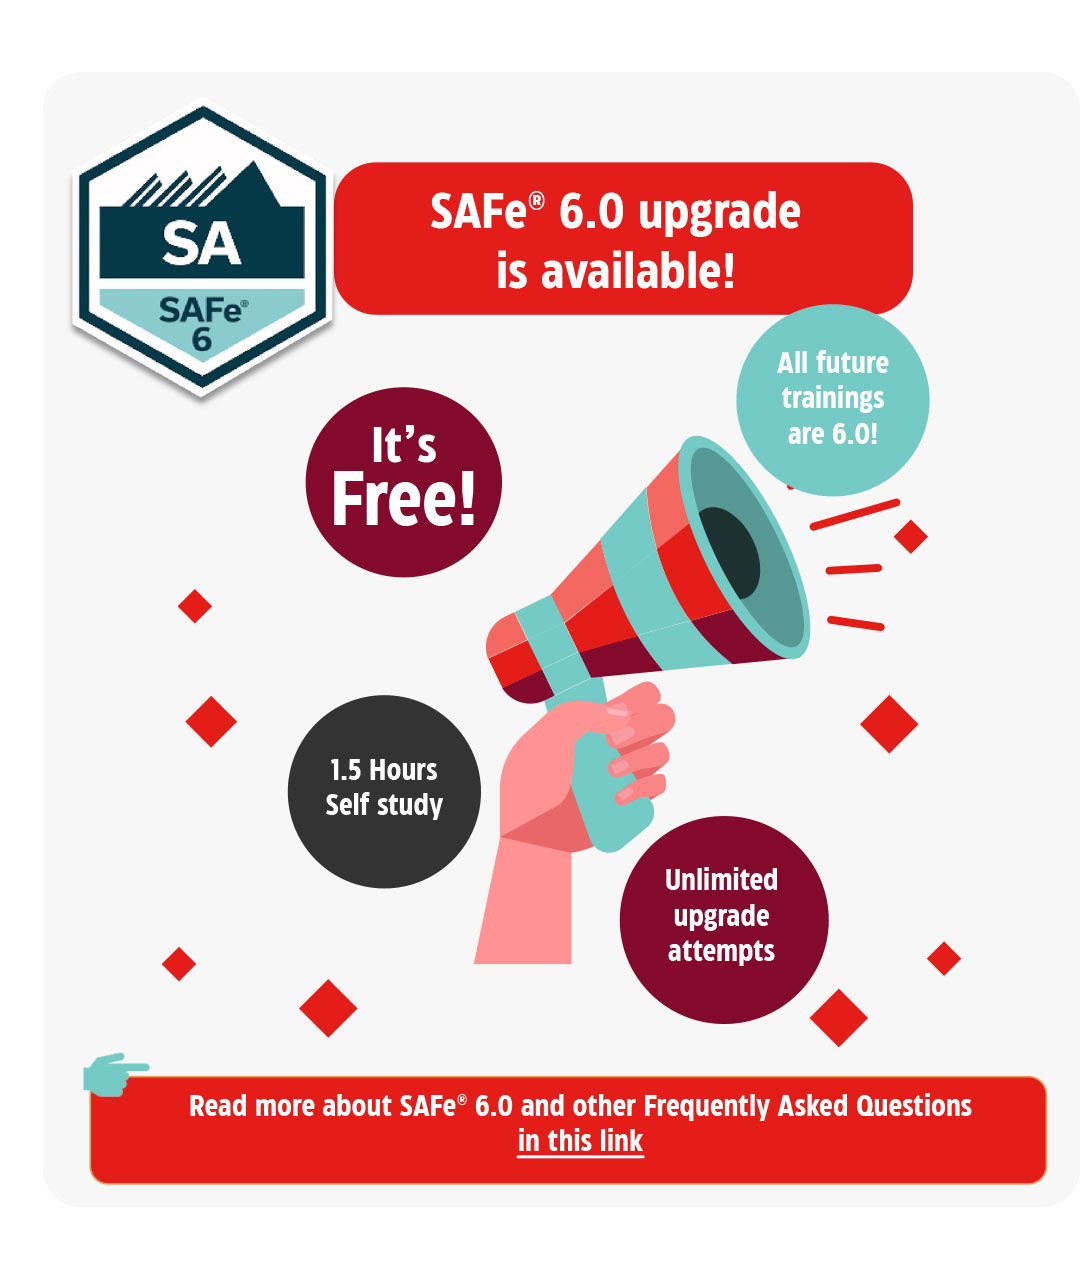 SA
SAFe®
6
SAFe® 6.0 upgrade
is available!
All future
trainings
are 6.0!
It's
Free!
1.5 Hours
Self study
Unlimited
upgrade
attempts
Read more about SAFe® 6.0 and other Frequently Asked Questions
in this link